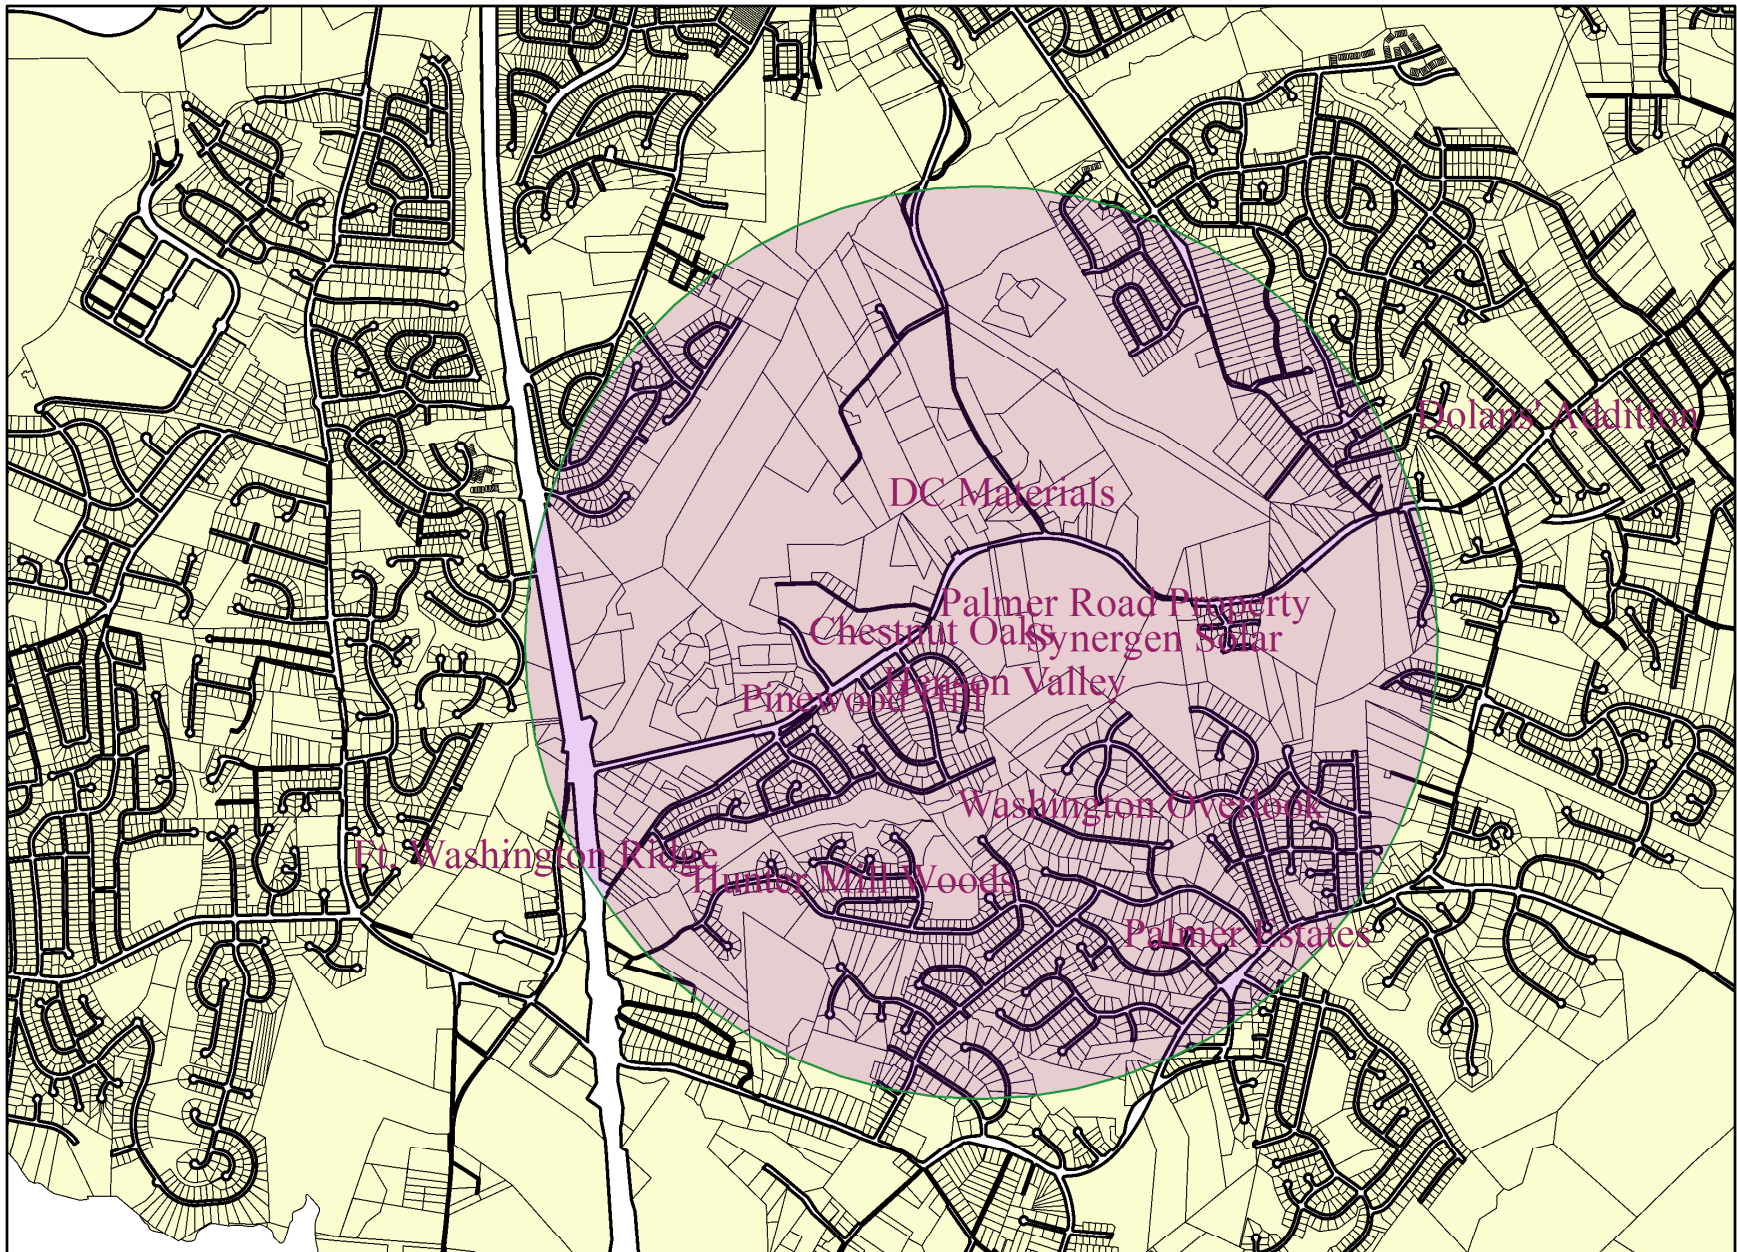 Dolans' Addition
DC Materials
Palmer Road Property
Chestnut Oaks
Synergen Solar
Henson Valley
Pinewood Hill
Washington Overlook
Ft. Washington Ridge
Hunter Mill Woods
Palmer Estates